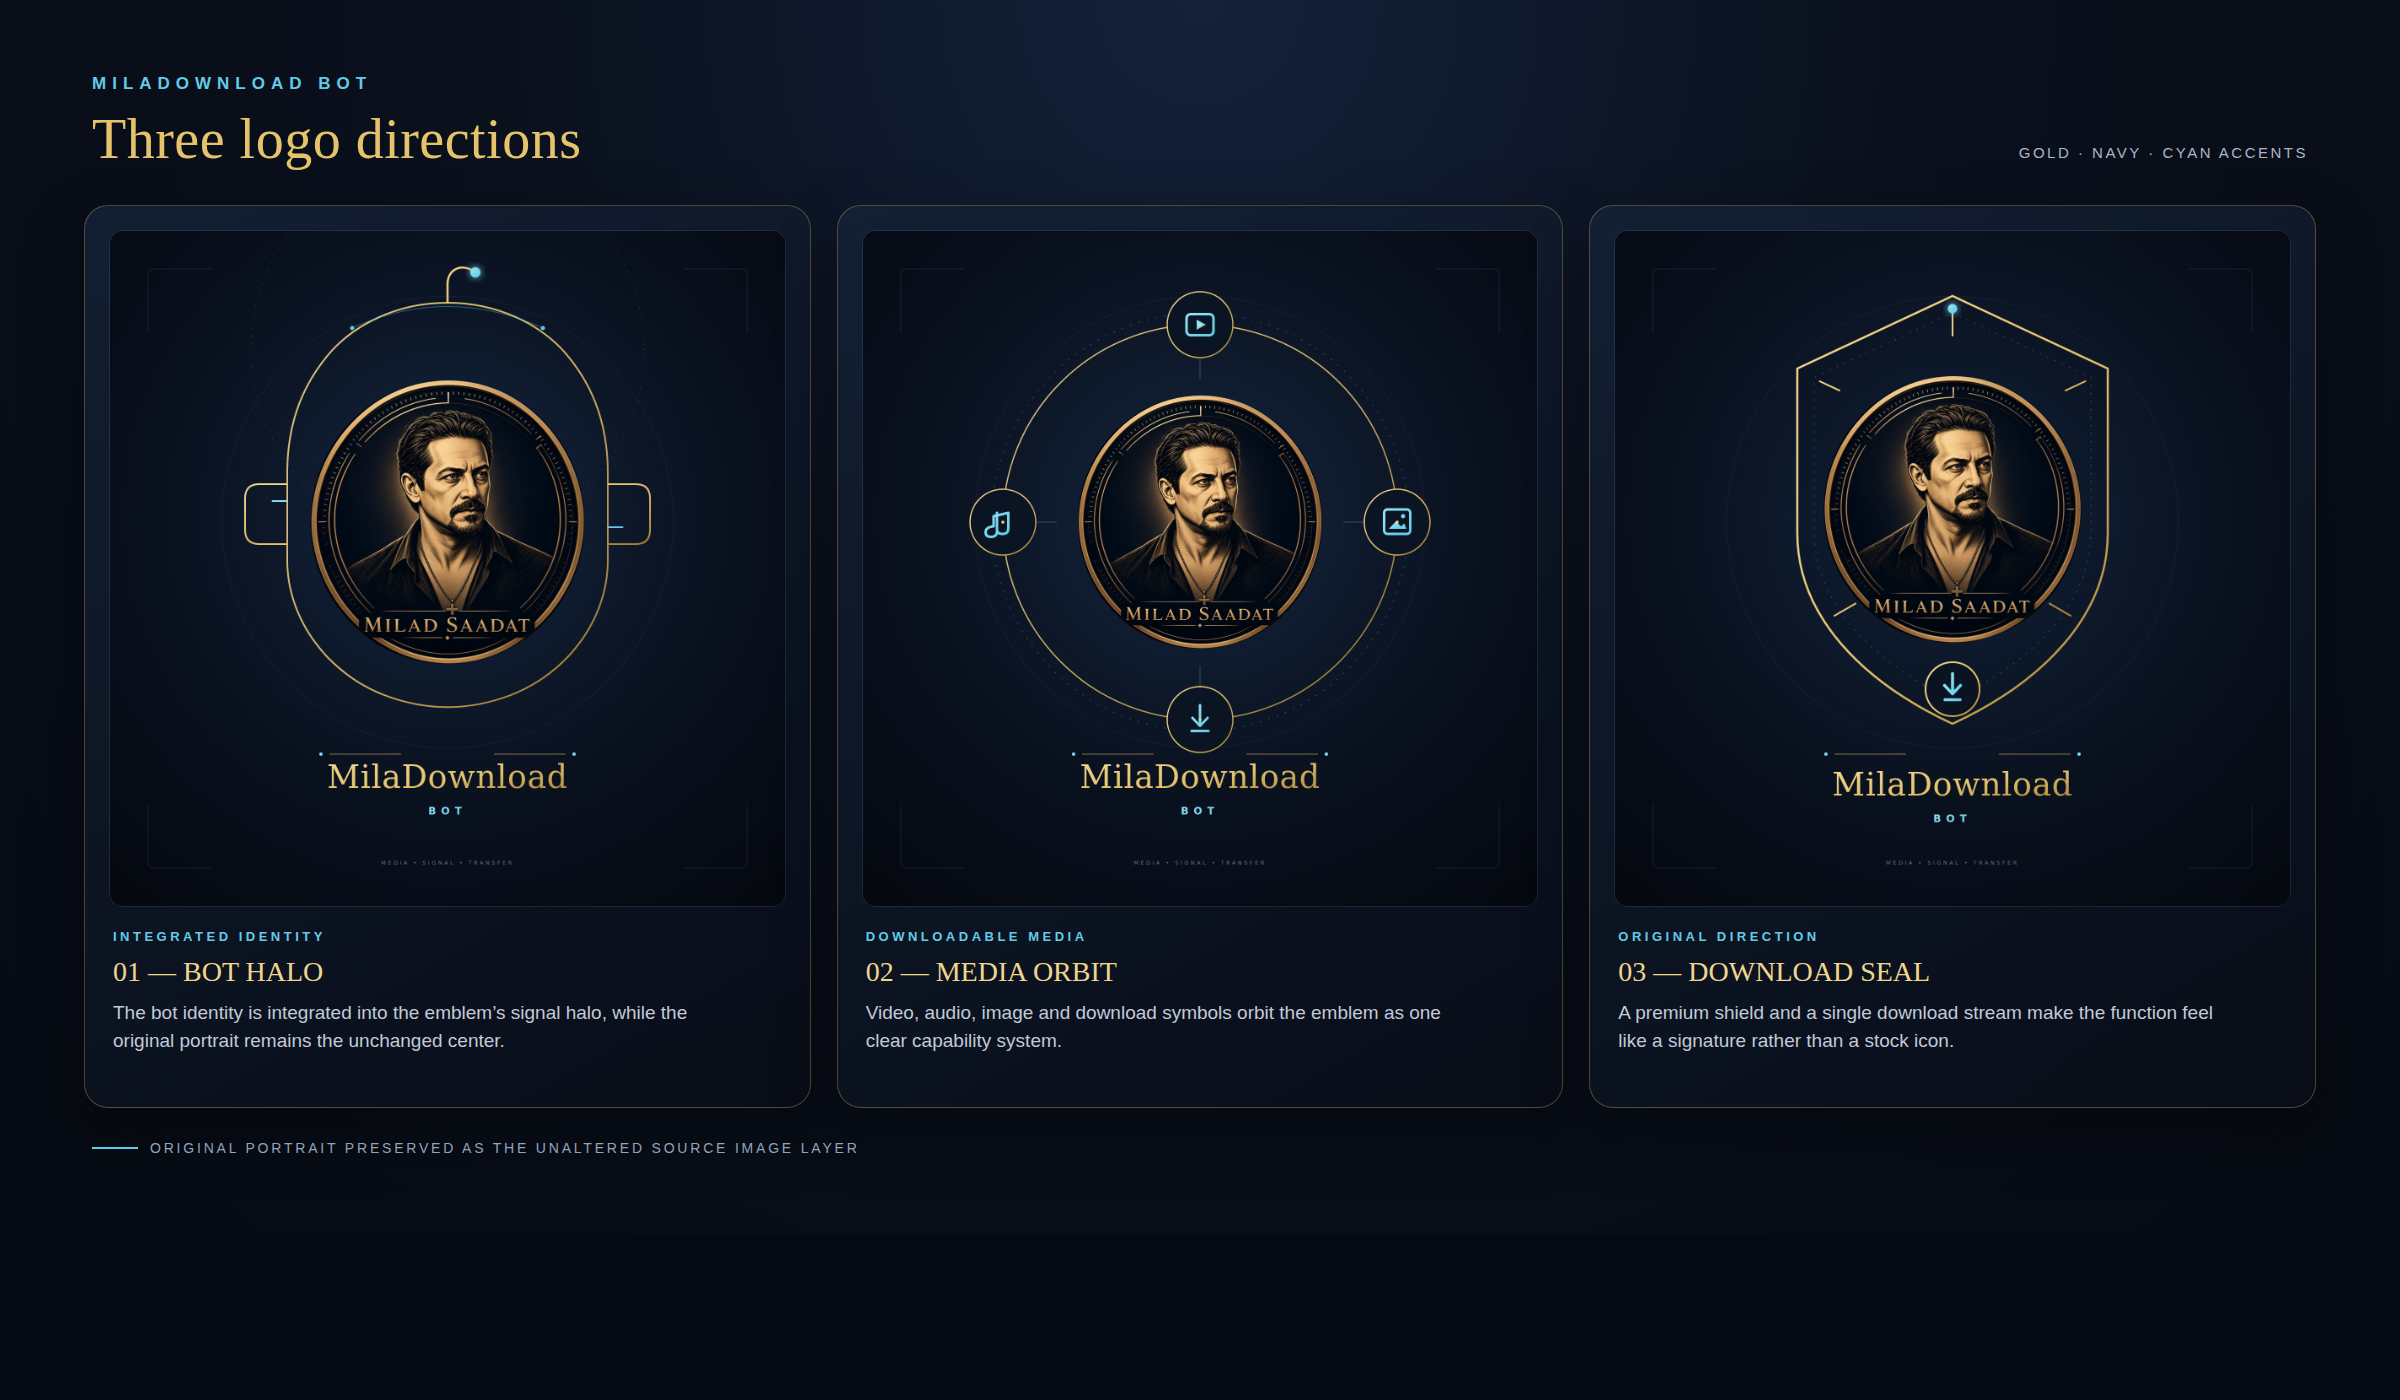 MILADOWNLOAD BOT
Three logo directions
GOLD · NAVY · CYAN ACCENTS
MILAD SAADAT
MilaDownload
BOT
MEDIA • SIGNAL • TRANSFER
INTEGRATED IDENTITY
01 — BOT HALO
The bot identity is integrated into the emblem’s signal halo, while the
original portrait remains the unchanged center.
MILAD SAADAT
MilaDownload
BOT
MEDIA • SIGNAL • TRANSFER
DOWNLOADABLE MEDIA
02 — MEDIA ORBIT
Video, audio, image and download symbols orbit the emblem as one
clear capability system.
MILAD SAADAT
MilaDownload
BOT
MEDIA • SIGNAL • TRANSFER
ORIGINAL DIRECTION
03 — DOWNLOAD SEAL
A premium shield and a single download stream make the function feel
like a signature rather than a stock icon.
ORIGINAL PORTRAIT PRESERVED AS THE UNALTERED SOURCE IMAGE LAYER